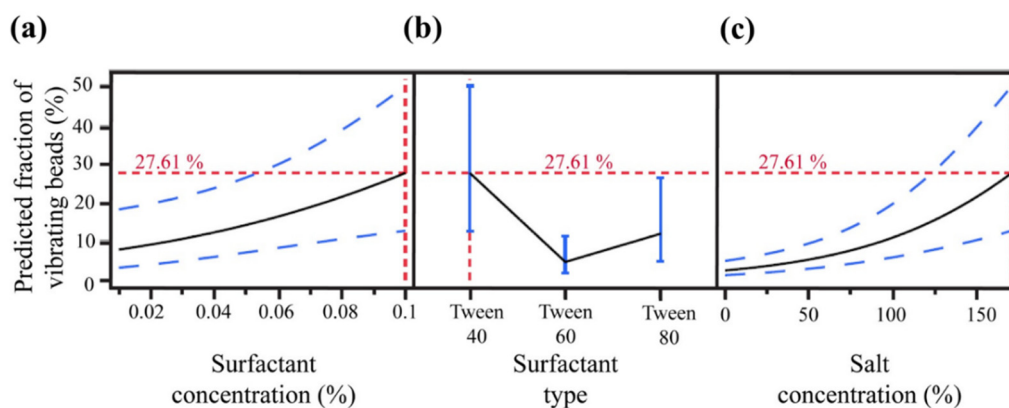 (a)
(b)
(c)
Predicted fraction of
vibrating beads (%)
50
40
30
20
10
0
27.61 %
27.61 %
27.61 %
0.02
0.04
0.06
0.08
0.1
Tween
40
Tween
60
Tween
80
0
50
100
150
Surfactant
concentration (%)
Surfactant
type
Salt
concentration (%)